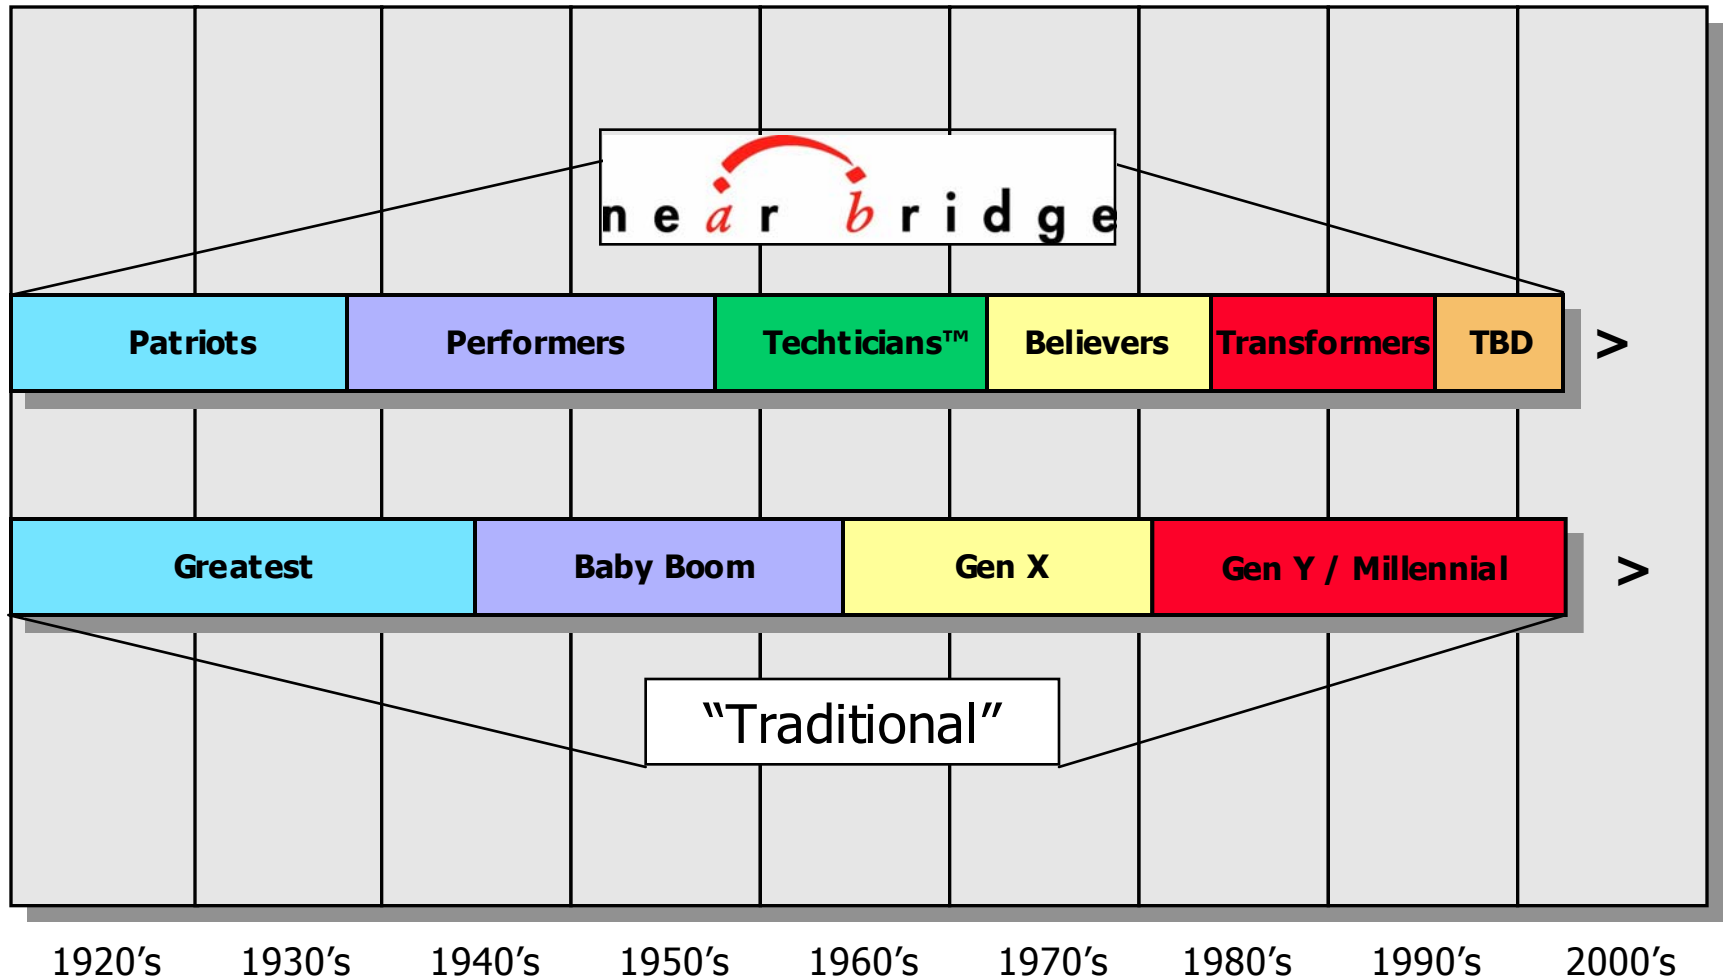 near bridge
Patriots Performers Techticians™ Believers Transformers TBD >
Greatest Baby Boom Gen X Gen Y / Millennial >
“Traditional”
1920’s 1930’s 1940’s 1950’s 1960’s 1970’s 1980’s 1990’s 2000’s